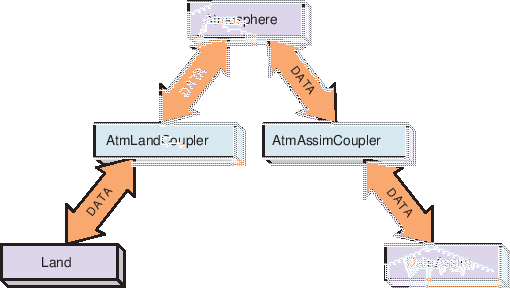 Atmosphere
DATA
DATA
AtmLandCoupler
AtmAssimCoupler
DATA
DATA
Land